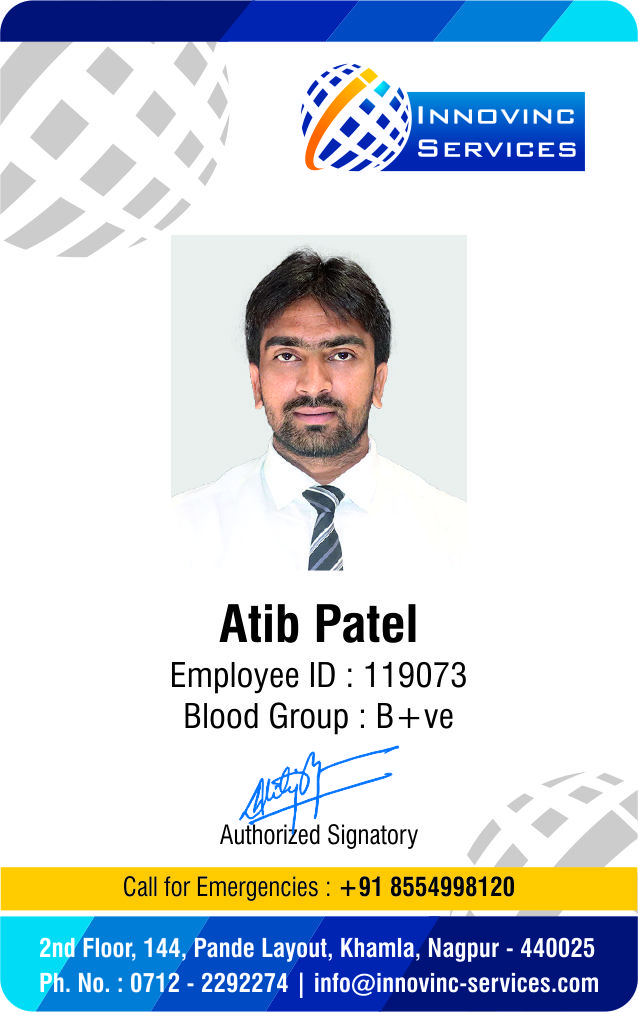 INNOVINC
SERVICES
Atib Patel
Employee ID : 119073
Blood Group : B+ve
Authorized Signatory
Call for Emergencies : +91 8554998120
2nd Floor, 144, Pande Layout, Khamla, Nagpur - 440025
Ph. No. : 0712 - 2292274 | info@innovinc-services.com